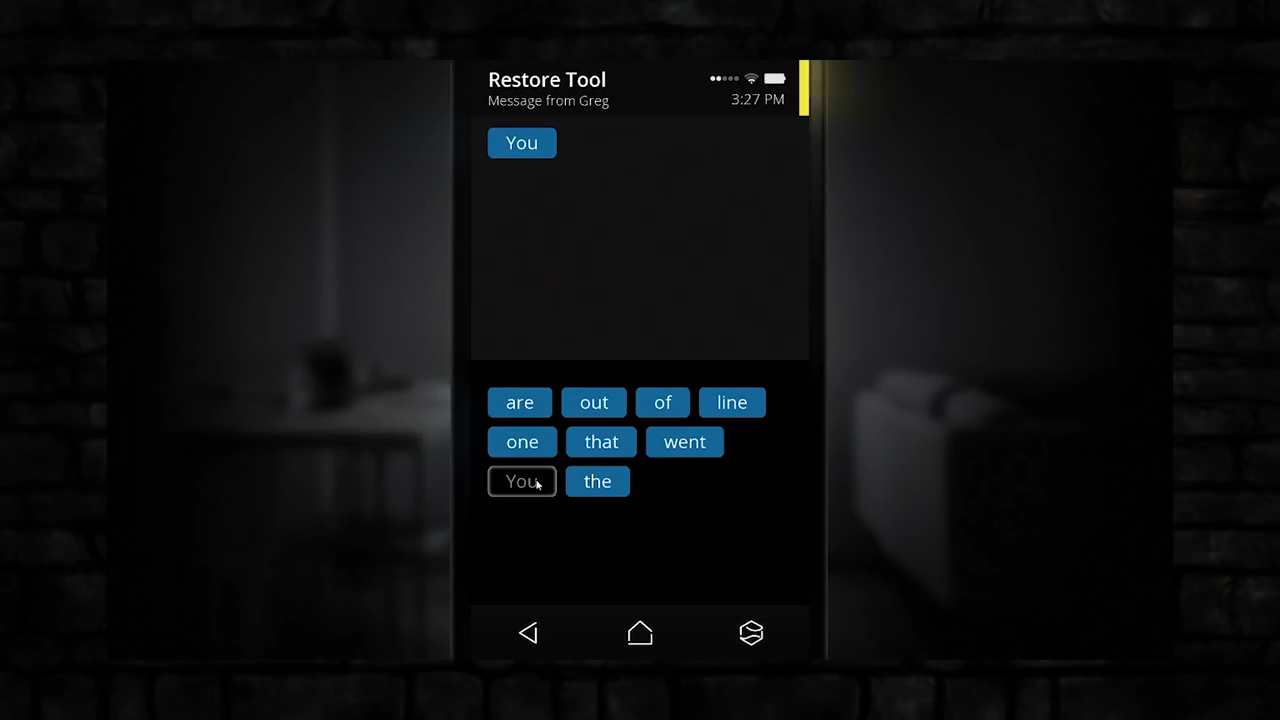 Restore Tool
Message from Greg
3:27 PM
You
are out of line
one that went
You the